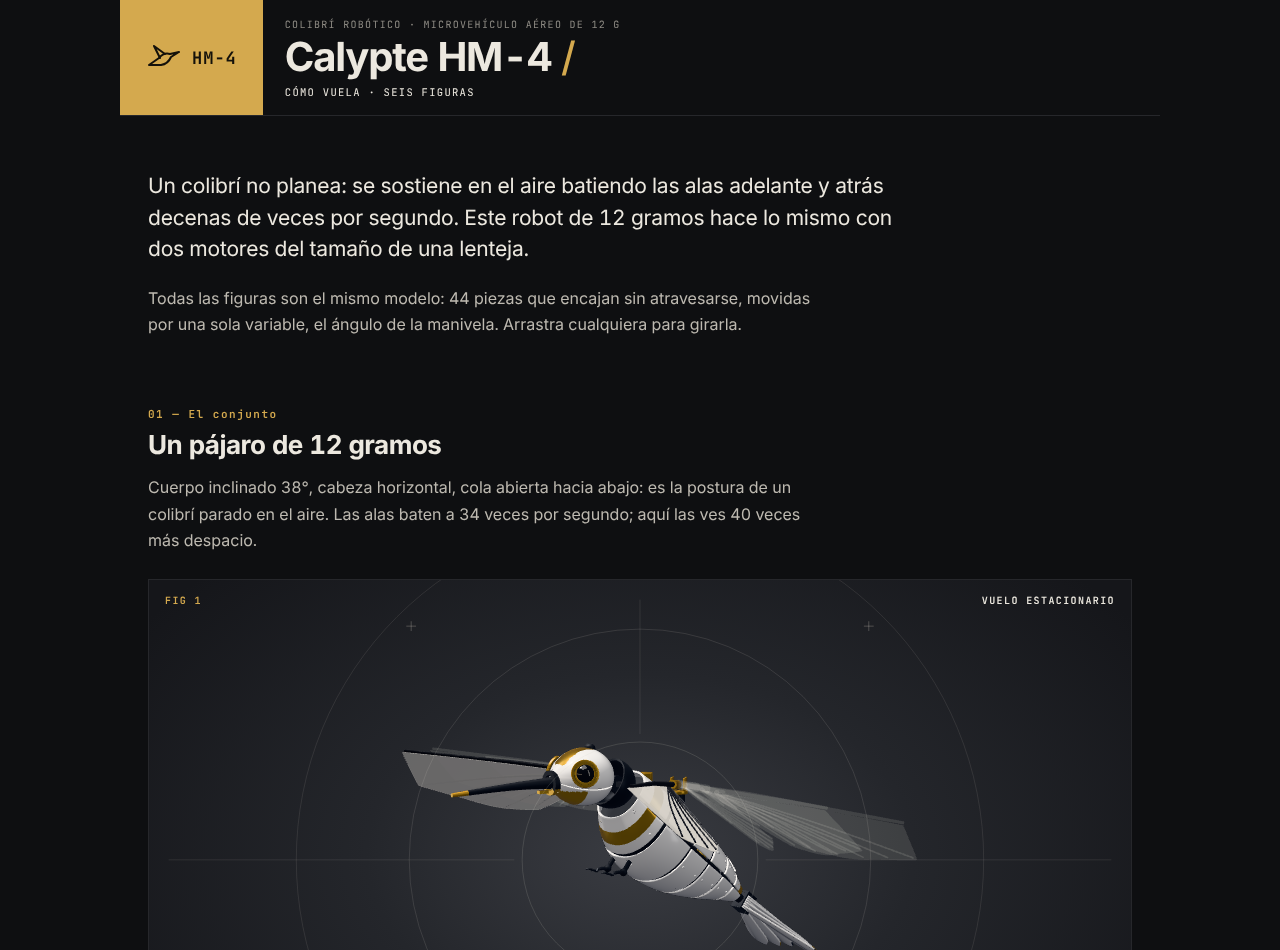 HM-4
COLIBRÍ ROBÓTICO · MICROVEHÍCULO AÉREO DE 12 G
Calypte HM-4 /
CÓMO VUELA · SEIS FIGURAS
Un colibrí no planea: se sostiene en el aire batiendo las alas adelante y atrás
decenas de veces por segundo. Este robot de 12 gramos hace lo mismo con
dos motores del tamaño de una lenteja.
Todas las figuras son el mismo modelo: 44 piezas que encajan sin atravesarse, movidas
por una sola variable, el ángulo de la manivela. Arrastra cualquiera para girarla.
01 — El conjunto
Un pájaro de 12 gramos
Cuerpo inclinado 38°, cabeza horizontal, cola abierta hacia abajo: es la postura de un
colibrí parado en el aire. Las alas baten a 34 veces por segundo; aquí las ves 40 veces
más despacio.
FIG 1
VUELO ESTACIONARIO